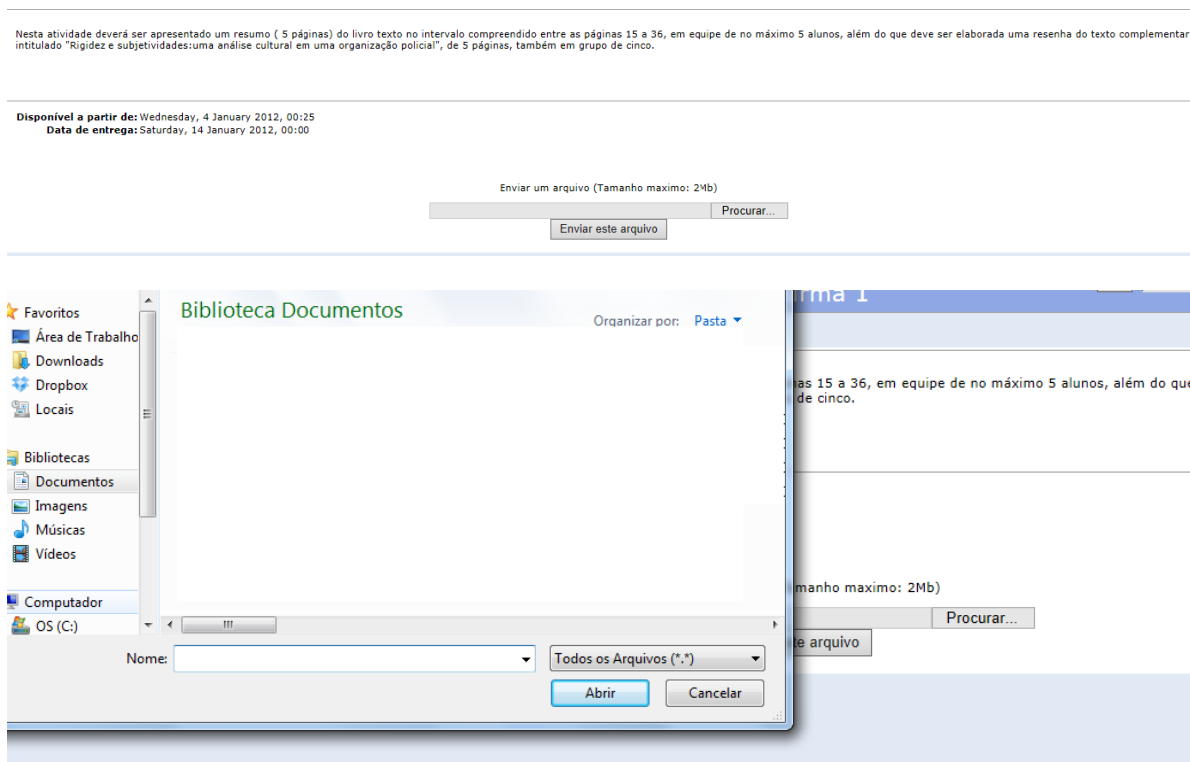 Nesta atividade deverá ser apresentado um resumo ( 5 páginas) do livro texto no intervalo compreendido entre as páginas 15 a 36, em equipe de no máximo 5 alunos, além do que deve ser elaborada uma resenha do texto complementar
intitulado "Rigidez e subjetividades:uma análise cultural em uma organização policial", de 5 páginas, também em grupo de cinco.
Disponível a partir de: Wednesday, 4 January 2012, 00:25
Data de entrega: Saturday, 14 January 2012, 00:00
Enviar um arquivo (Tamanho maximo: 2Mb)
Procurar...
Enviar este arquivo
Favoritos
Área de Trabalho
Downloads
Dropbox
Locais
Bibliotecas
Documentos
Imagens
Músicas
Vídeos
Computador
OS (C:)
Biblioteca Documentos
Organizar por: Pasta
Nome:
Todos os Arquivos (*.*)
Abrir
Cancelar
as 15 a 36, em equipe de no máximo 5 alunos, além do que
de cinco.
manho maximo: 2Mb)
Procurar...
te arquivo